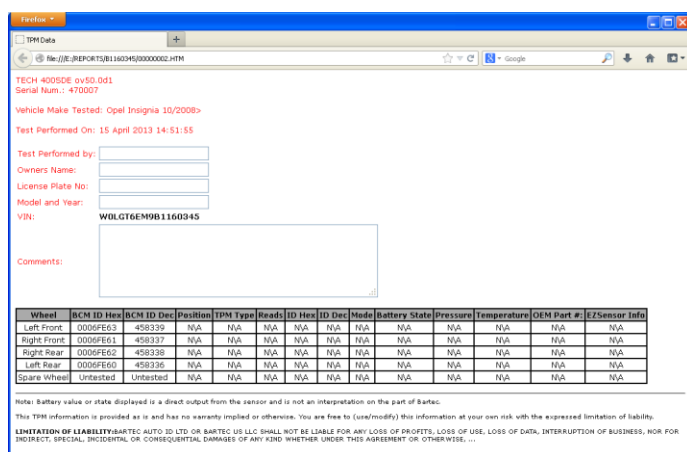 Firefox
TPM Data
+
file:///E:/REPORTS/B1160345/00000002.HTM
Google
TECH 400SDE
Serial Num.: 470007
Vehicle Make Tested: Opel Insignia 10/2008>
Test Performed On: 15 April 2013 14:51:55
Test Performed by:
Owners Name:
License Plate No:
Model and Year:
VIN: W0LGT6EM9B1160345
Comments:
Wheel BCM ID Hex BCM ID Dec Position TPM Type Reads ID Hex ID Dec Mode Battery State Pressure Temperature OEM Part #: EZSensor Info
Left Front 0006FE63 458339 N\A N\A N\A N\A N\A N\A N\A N\A N\A N\A N\A
Right Front 0006FE61 458337 N\A N\A N\A N\A N\A N\A N\A N\A N\A N\A N\A
Right Rear 0006FE62 458338 N\A N\A N\A N\A N\A N\A N\A N\A N\A N\A N\A
Left Rear 0006FE60 458336 N\A N\A N\A N\A N\A N\A N\A N\A N\A N\A N\A
Spare Wheel Untested Untested N\A N\A N\A N\A N\A N\A N\A N\A N\A N\A N\A
Note: Battery value or state displayed is a direct output from the sensor and is not an interpretation on the part of Bartec.
This TPM information is provided as is and has no warranty implied or otherwise. You are free to (use/modify) this information at your own risk with the expressed limitation of liability.
LIMITATION OF LIABILITY:BARTEC AUTO ID LTD OR BARTEC US LLC SHALL NOT BE LIABLE FOR ANY LOSS OF PROFITS, LOSS OF USE, LOSS OF DATA, INTERRUPTION OF BUSINESS, NOR FOR
INDIRECT, SPECIAL, INCIDENTAL OR CONSEQUENTIAL DAMAGES OF ANY KIND WHETHER UNDER THIS AGREEMENT OR OTHERWISE, ...